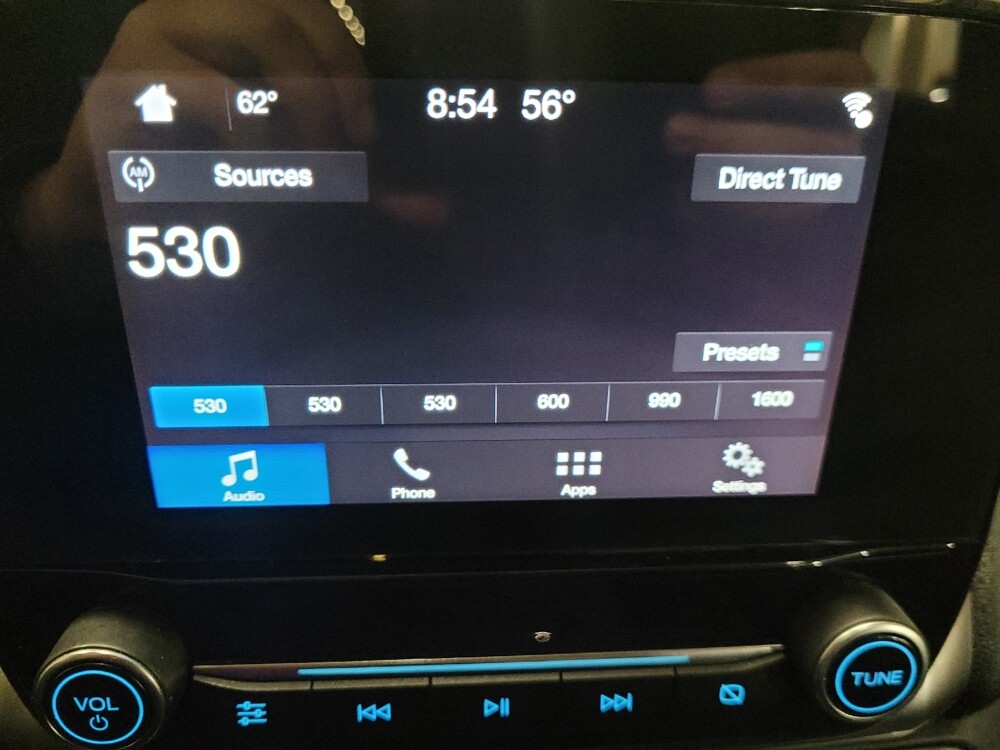 62° 8:54 56°
AM Sources Direct Tune
530
Presets
530 530 530 600 990 1600
Audio Phone Apps Settings
VOL TUNE